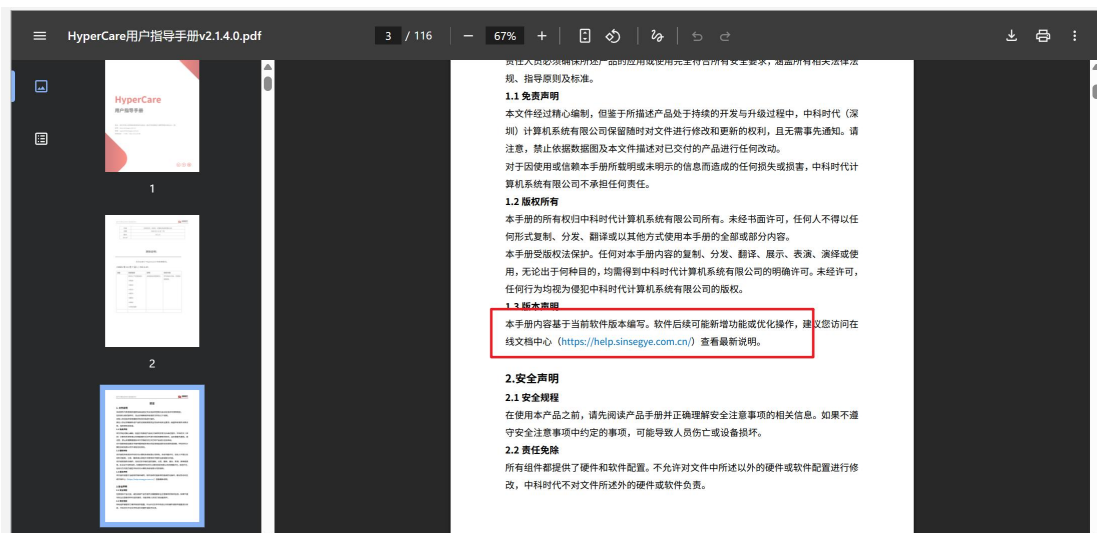 HyperCare用户指导手册v2.1.4.0.pdf
3 / 116
67%
HyperCare
用户指导手册
1
2
责任人员必须确保所述产品的应用或使用完全符合所有安全要求，涵盖所有相关法律法
规、指导原则及标准。
1.1 免责声明
本文件经过精心编制，但鉴于所描述产品处于持续的开发与升级过程中，中科时代（深
圳）计算机系统有限公司保留随时对文件进行修改和更新的权利，且无需事先通知。请
注意，禁止依据数据图及本文件描述对已交付的产品进行任何改动。
对于因使用或信赖本手册所载明或未明示的信息而造成的任何损失或损害，中科时代计
算机系统有限公司不承担任何责任。
1.2 版权所有
本手册的所有权归中科时代计算机系统有限公司所有。未经书面许可，任何人不得以任
何形式复制、分发、翻译或以其他方式使用本手册的全部或部分内容。
本手册受版权法保护。任何对本手册内容的复制、分发、翻译、展示、表演、演绎或使
用，无论出于何种目的，均需得到中科时代计算机系统有限公司的明确许可。未经许可，
任何行为均视为侵犯中科时代计算机系统有限公司的版权。
1.3 版本声明
本手册内容基于当前软件版本编写。软件后续可能新增功能或优化操作，建议您访问在
线文档中心（https://help.sinsegye.com.cn/）查看最新说明。
2.安全声明
2.1 安全规程
在使用本产品之前，请先阅读产品手册并正确理解安全注意事项的相关信息。如果不遵
守安全注意事项中约定的事项，可能导致人员伤亡或设备损坏。
2.2 责任免除
所有组件都提供了硬件和软件配置。不允许对文件中所述以外的硬件或软件配置进行修
改，中科时代不对文件所述外的硬件或软件负责。